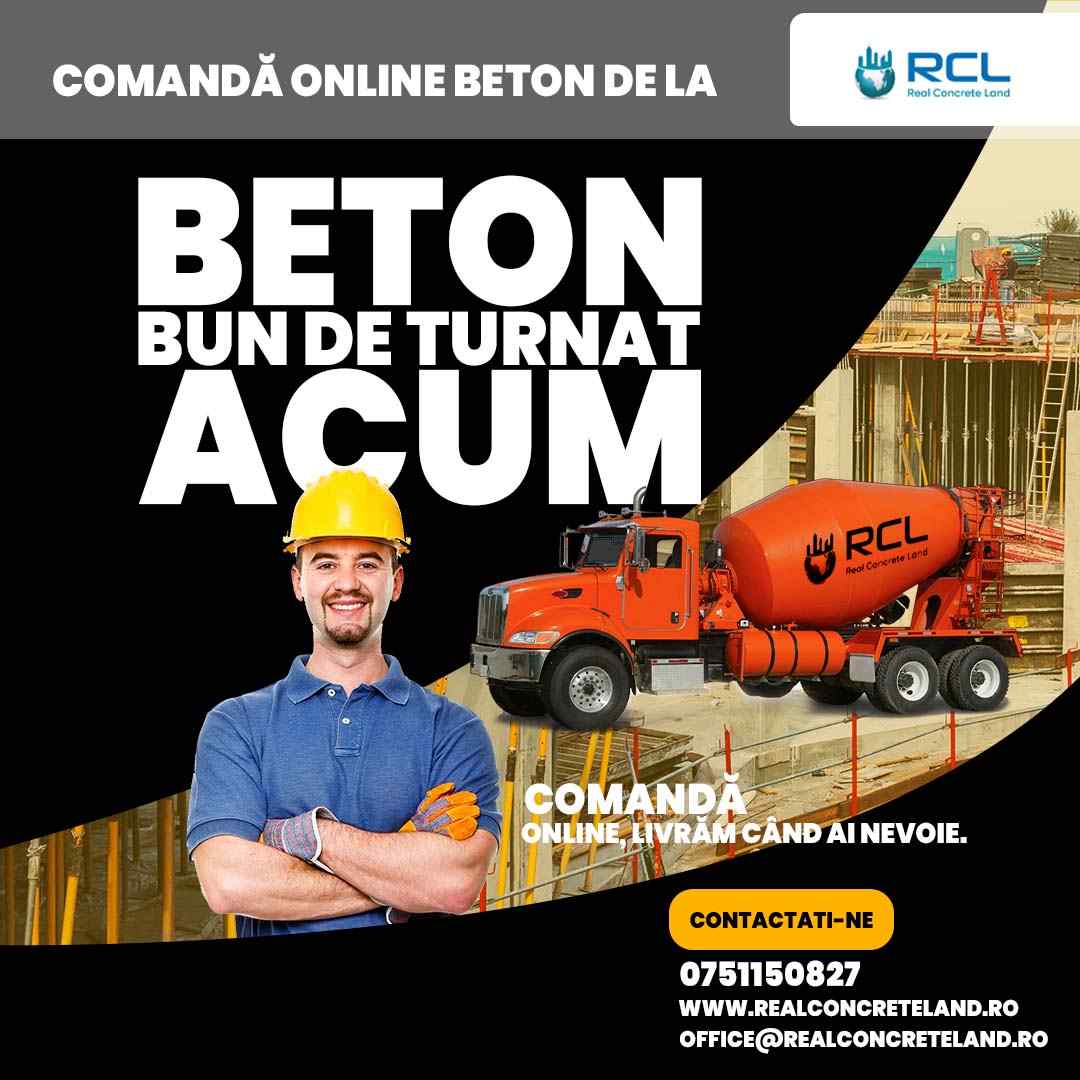 COMANDĂ ONLINE BETON DE LA
RCL
Real Concrete Land
BETON
BUN DE TURNAT
ACUM
RCL
Real Concrete Land
COMANDĂ
ONLINE, LIVRĂM CÂND AI NEVOIE.
CONTACTATI-NE
0751150827
WWW.REALCONCRETELAND.RO
OFFICE@REALCONCRETELAND.RO